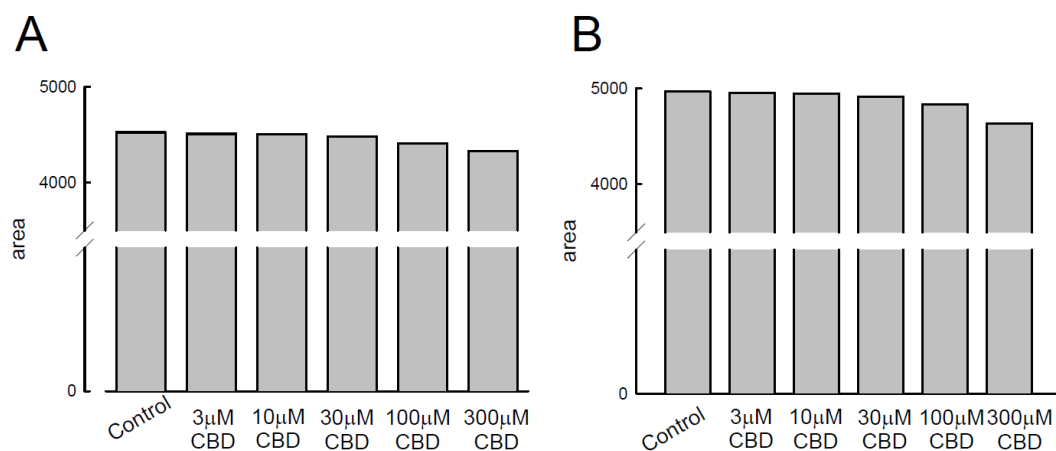 A
5000
4000
area
0
Control
3μM
CBD
10μM
CBD
30μM
CBD
100μM
CBD
300μM
CBD
B
5000
4000
area
0
Control
3μM
CBD
10μM
CBD
30μM
CBD
100μM
CBD
300μM
CBD